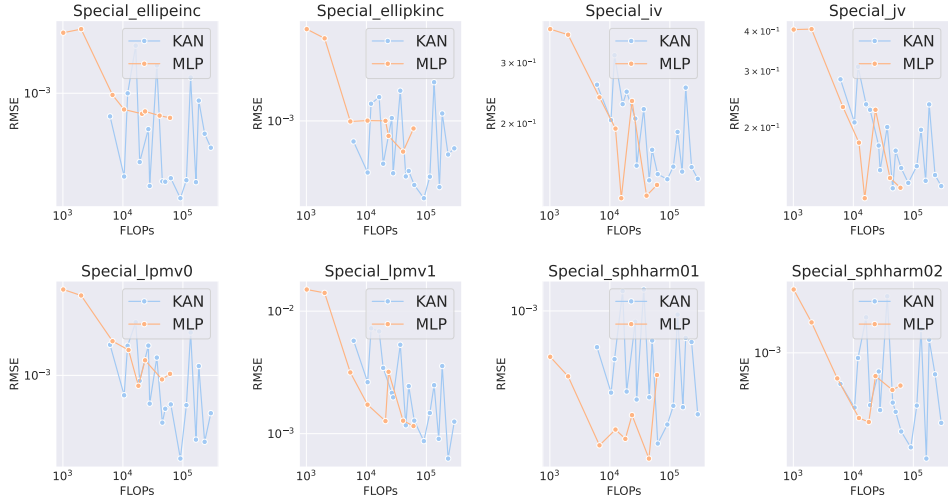 Special_ellipeinc
Special_ellipkinc
Special_iv
Special_jv
RMSE
10⁻³
KAN
MLP
10³ 10⁴ 10⁵
FLOPs
RMSE
10⁻³
KAN
MLP
10³ 10⁴ 10⁵
FLOPs
RMSE
3 × 10⁻¹
2 × 10⁻¹
KAN
MLP
10³ 10⁴ 10⁵
FLOPs
RMSE
4 × 10⁻¹
3 × 10⁻¹
2 × 10⁻¹
KAN
MLP
10³ 10⁴ 10⁵
FLOPs
Special_lpmv0
Special_lpmv1
Special_sphharm01
Special_sphharm02
RMSE
10⁻³
KAN
MLP
10³ 10⁴ 10⁵
FLOPs
RMSE
10⁻²
10⁻³
KAN
MLP
10³ 10⁴ 10⁵
FLOPs
RMSE
10⁻³
KAN
MLP
10³ 10⁴ 10⁵
FLOPs
RMSE
10⁻³
KAN
MLP
10³ 10⁴ 10⁵
FLOPs